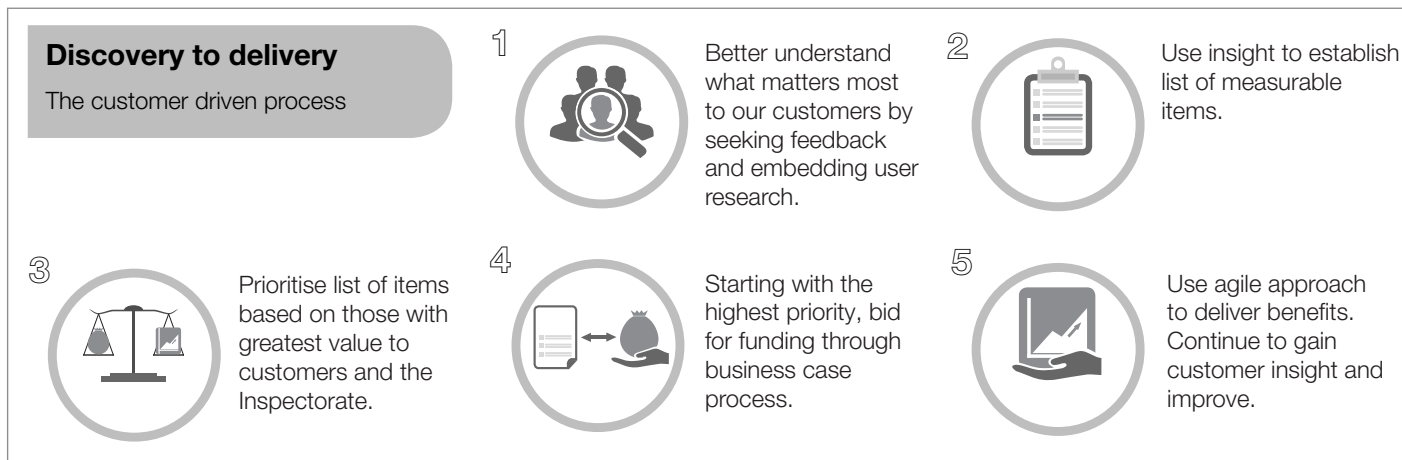 Discovery to delivery
The customer driven process
1
Better understand
what matters most
to our customers by
seeking feedback
and embedding user
research.
2
Use insight to establish
list of measurable
items.
3
Prioritise list of items
based on those with
greatest value to
customers and the
Inspectorate.
4
Starting with the
highest priority, bid
for funding through
business case
process.
5
Use agile approach
to deliver benefits.
Continue to gain
customer insight and
improve.